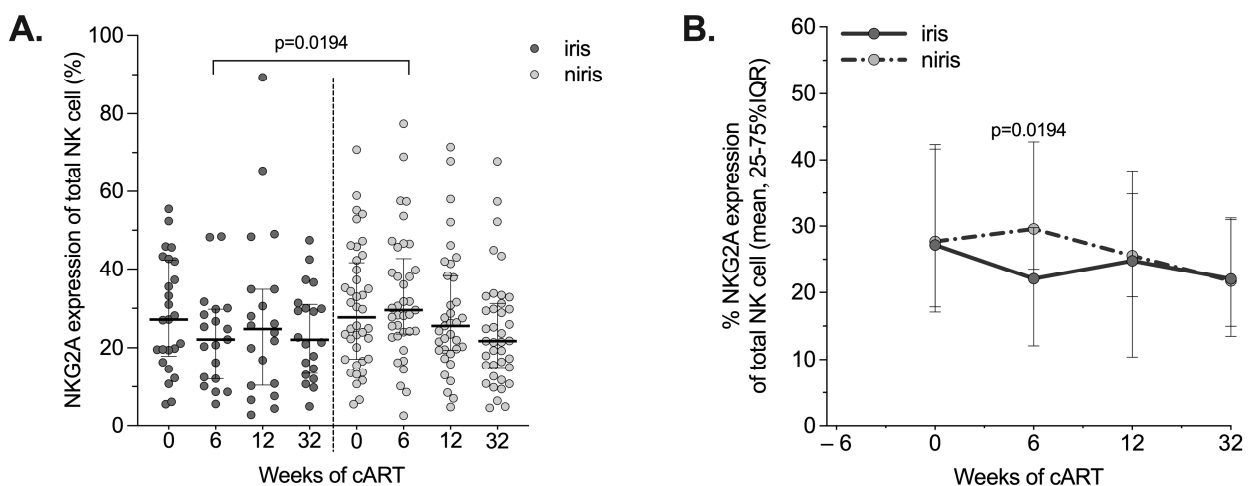 A.
NKG2A expression of total NK cell (%)
100
80
60
40
20
0
p=0.0194
iris
niris
0 6 12 32 0 6 12 32
Weeks of cART
B.
% NKG2A expression
of total NK cell (mean, 25-75%IQR)
60
50
40
30
20
10
0
iris
niris
p=0.0194
– 6 0 6 12 32
Weeks of cART